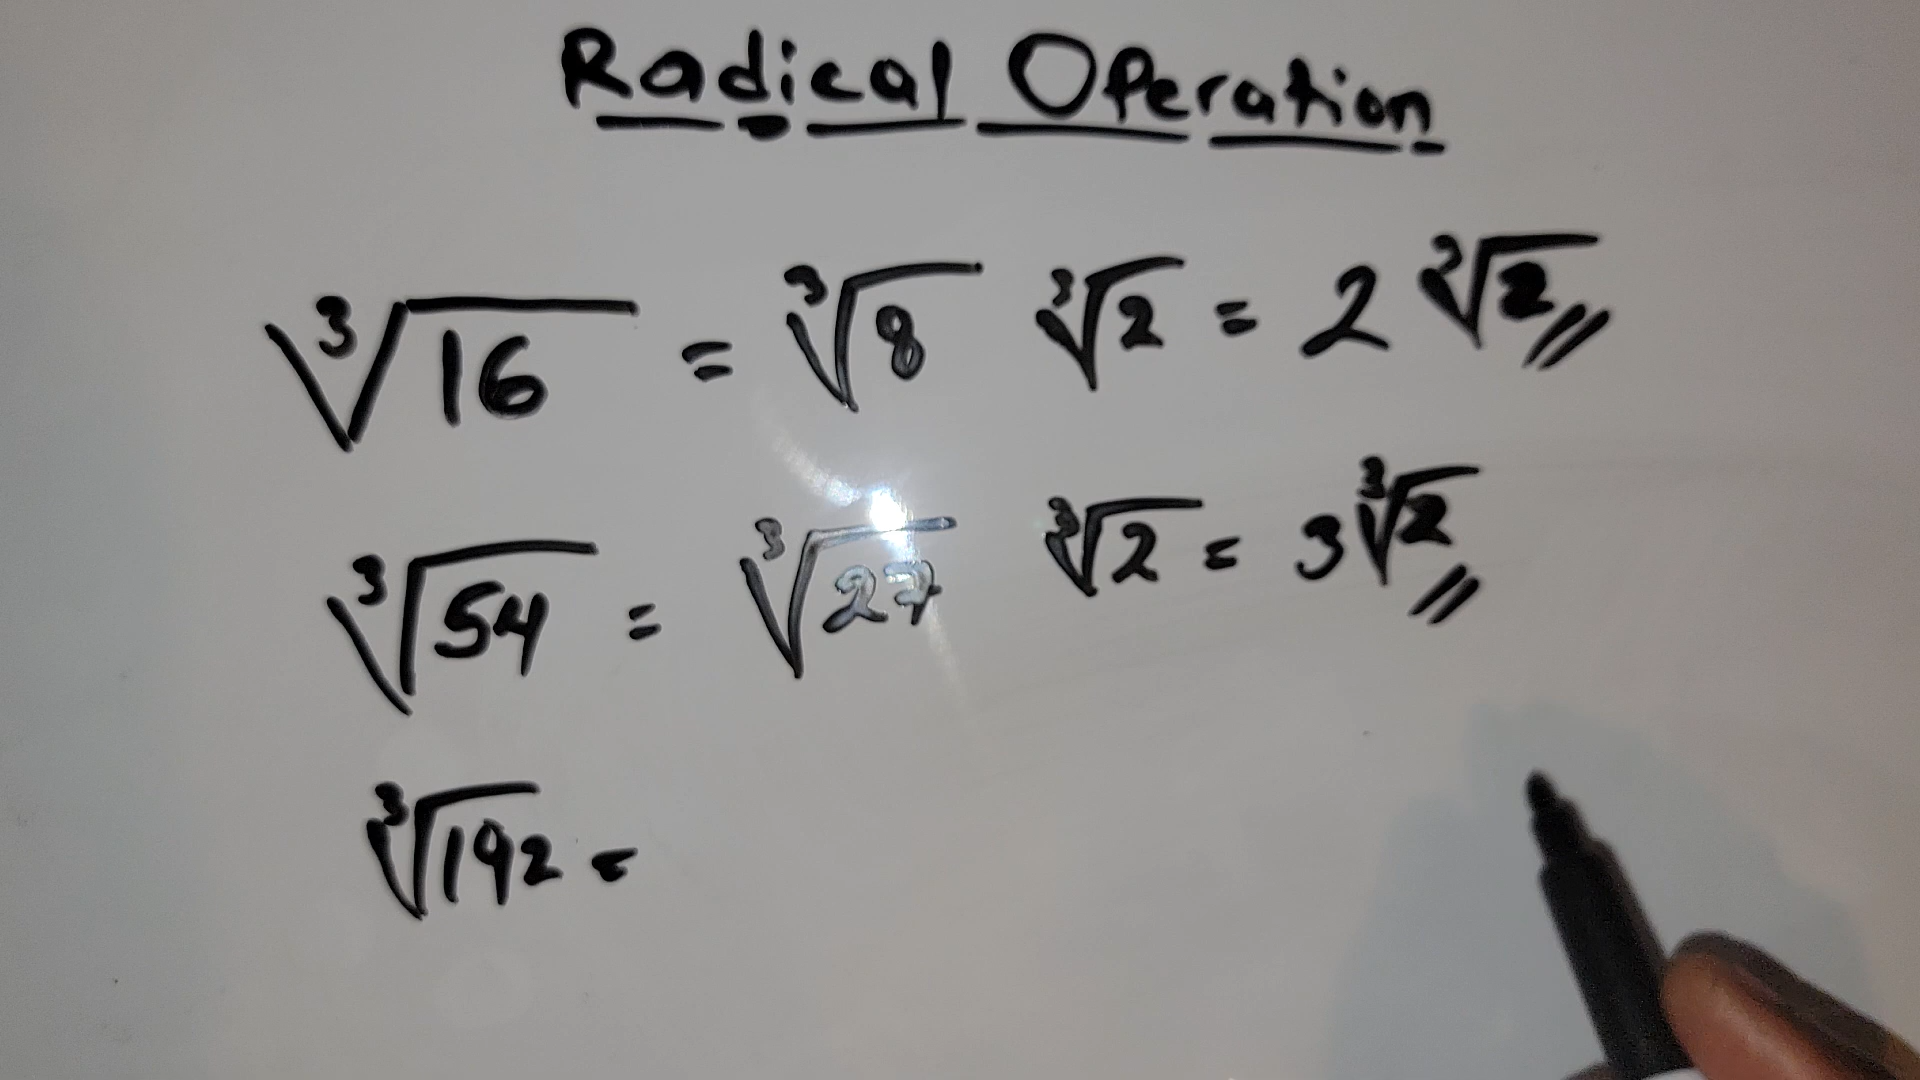 Radical Operation
∛16 = ∛8 ∛2 = 2 ∛2
∛54 = ∛27 ∛2 = 3∛2
∛192 =